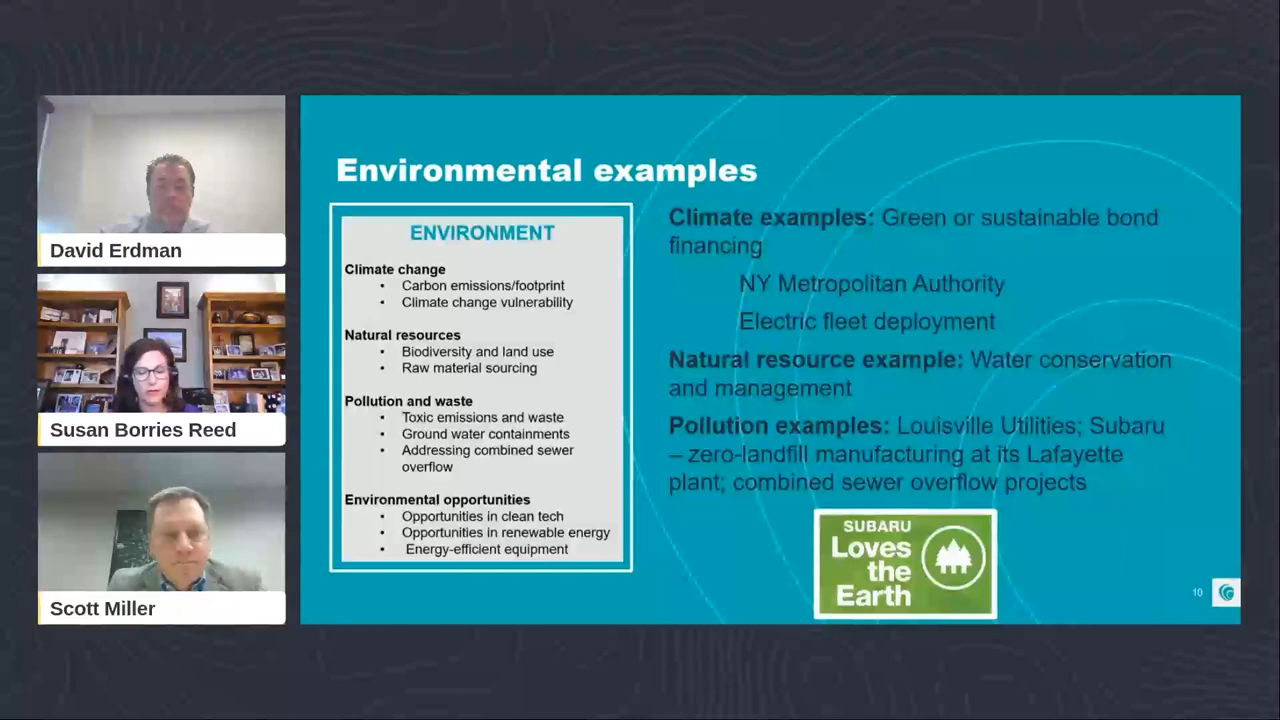 David Erdman
Susan Borries Reed
Scott Miller
Environmental examples
ENVIRONMENT
Climate change
• Carbon emissions/footprint
• Climate change vulnerability
Natural resources
• Biodiversity and land use
• Raw material sourcing
Pollution and waste
• Toxic emissions and waste
• Ground water containments
• Addressing combined sewer
overflow
Environmental opportunities
• Opportunities in clean tech
• Opportunities in renewable energy
• Energy-efficient equipment
Climate examples: Green or sustainable bond
financing
NY Metropolitan Authority
Electric fleet deployment
Natural resource example: Water conservation
and management
Pollution examples: Louisville Utilities; Subaru
– zero-landfill manufacturing at its Lafayette
plant; combined sewer overflow projects
SUBARU
Loves
the
Earth
10